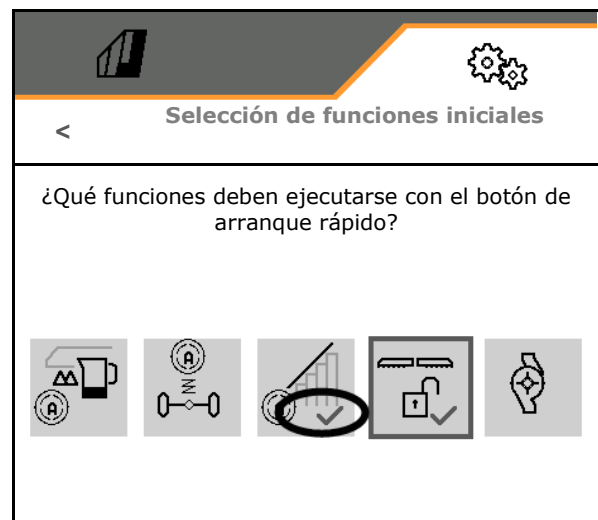 Selección de funciones iniciales
<
¿Qué funciones deben ejecutarse con el botón de
arranque rápido?
A
A